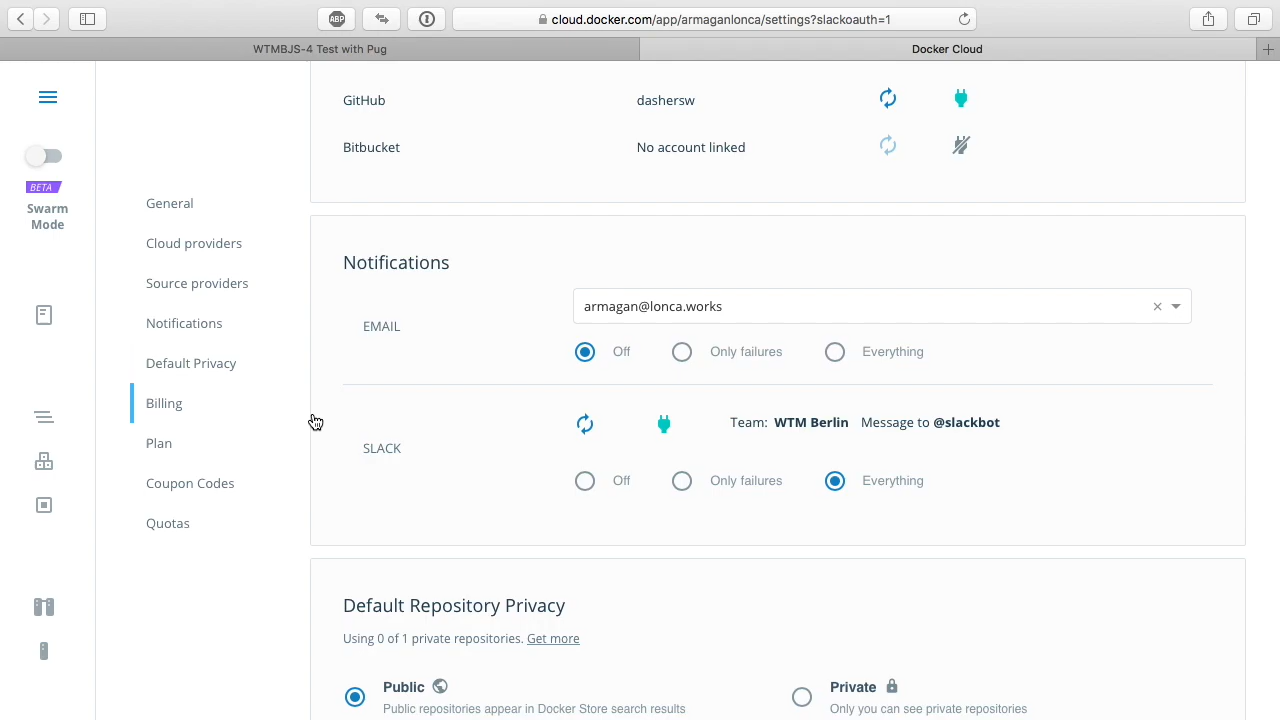 ABP
cloud.docker.com/app/armaganlonca/settings?slackoauth=1
WTMBJS-4 Test with Pug
Docker Cloud
BETA
Swarm
Mode
General
Cloud providers
Source providers
Notifications
Default Privacy
Billing
Plan
Coupon Codes
Quotas
GitHub
dashersw
Bitbucket
No account linked
Notifications
EMAIL
armagan@lonca.works
Off
Only failures
Everything
SLACK
Team: WTM Berlin Message to @slackbot
Off
Only failures
Everything
Default Repository Privacy
Using 0 of 1 private repositories. Get more
Public
Public repositories appear in Docker Store search results
Private
Only you can see private repositories